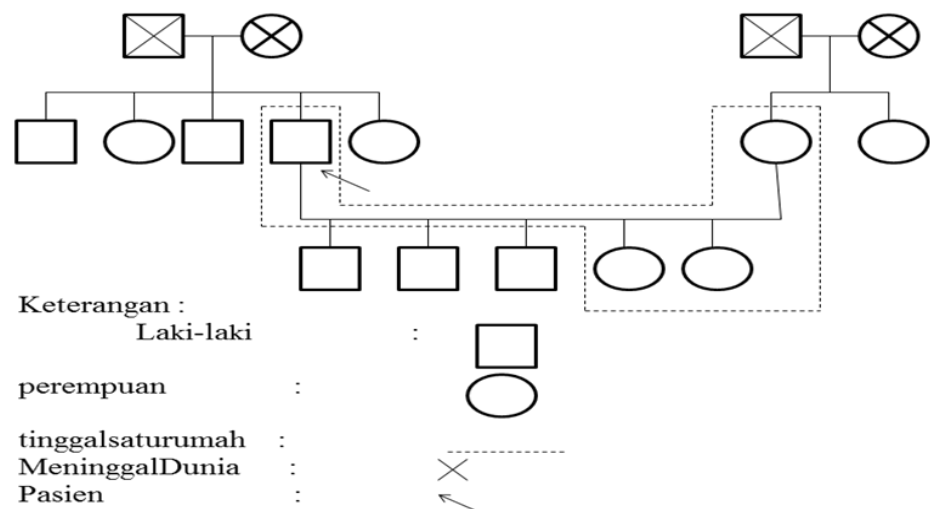 Keterangan :
Laki-laki :
perempuan :
tinggalsaturumah :
MeninggalDunia :
Pasien :